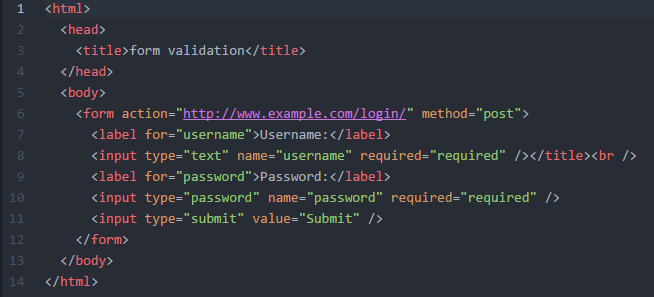 1 <html>
2   <head>
3     <title>form validation</title>
4   </head>
5   <body>
6     <form action="http://www.example.com/login/" method="post">
7       <label for="username">Username:</label>
8       <input type="text" name="username" required="required" /></title><br />
9       <label for="password">Password:</label>
10       <input type="password" name="password" required="required" />
11       <input type="submit" value="Submit" />
12     </form>
13   </body>
14 </html>